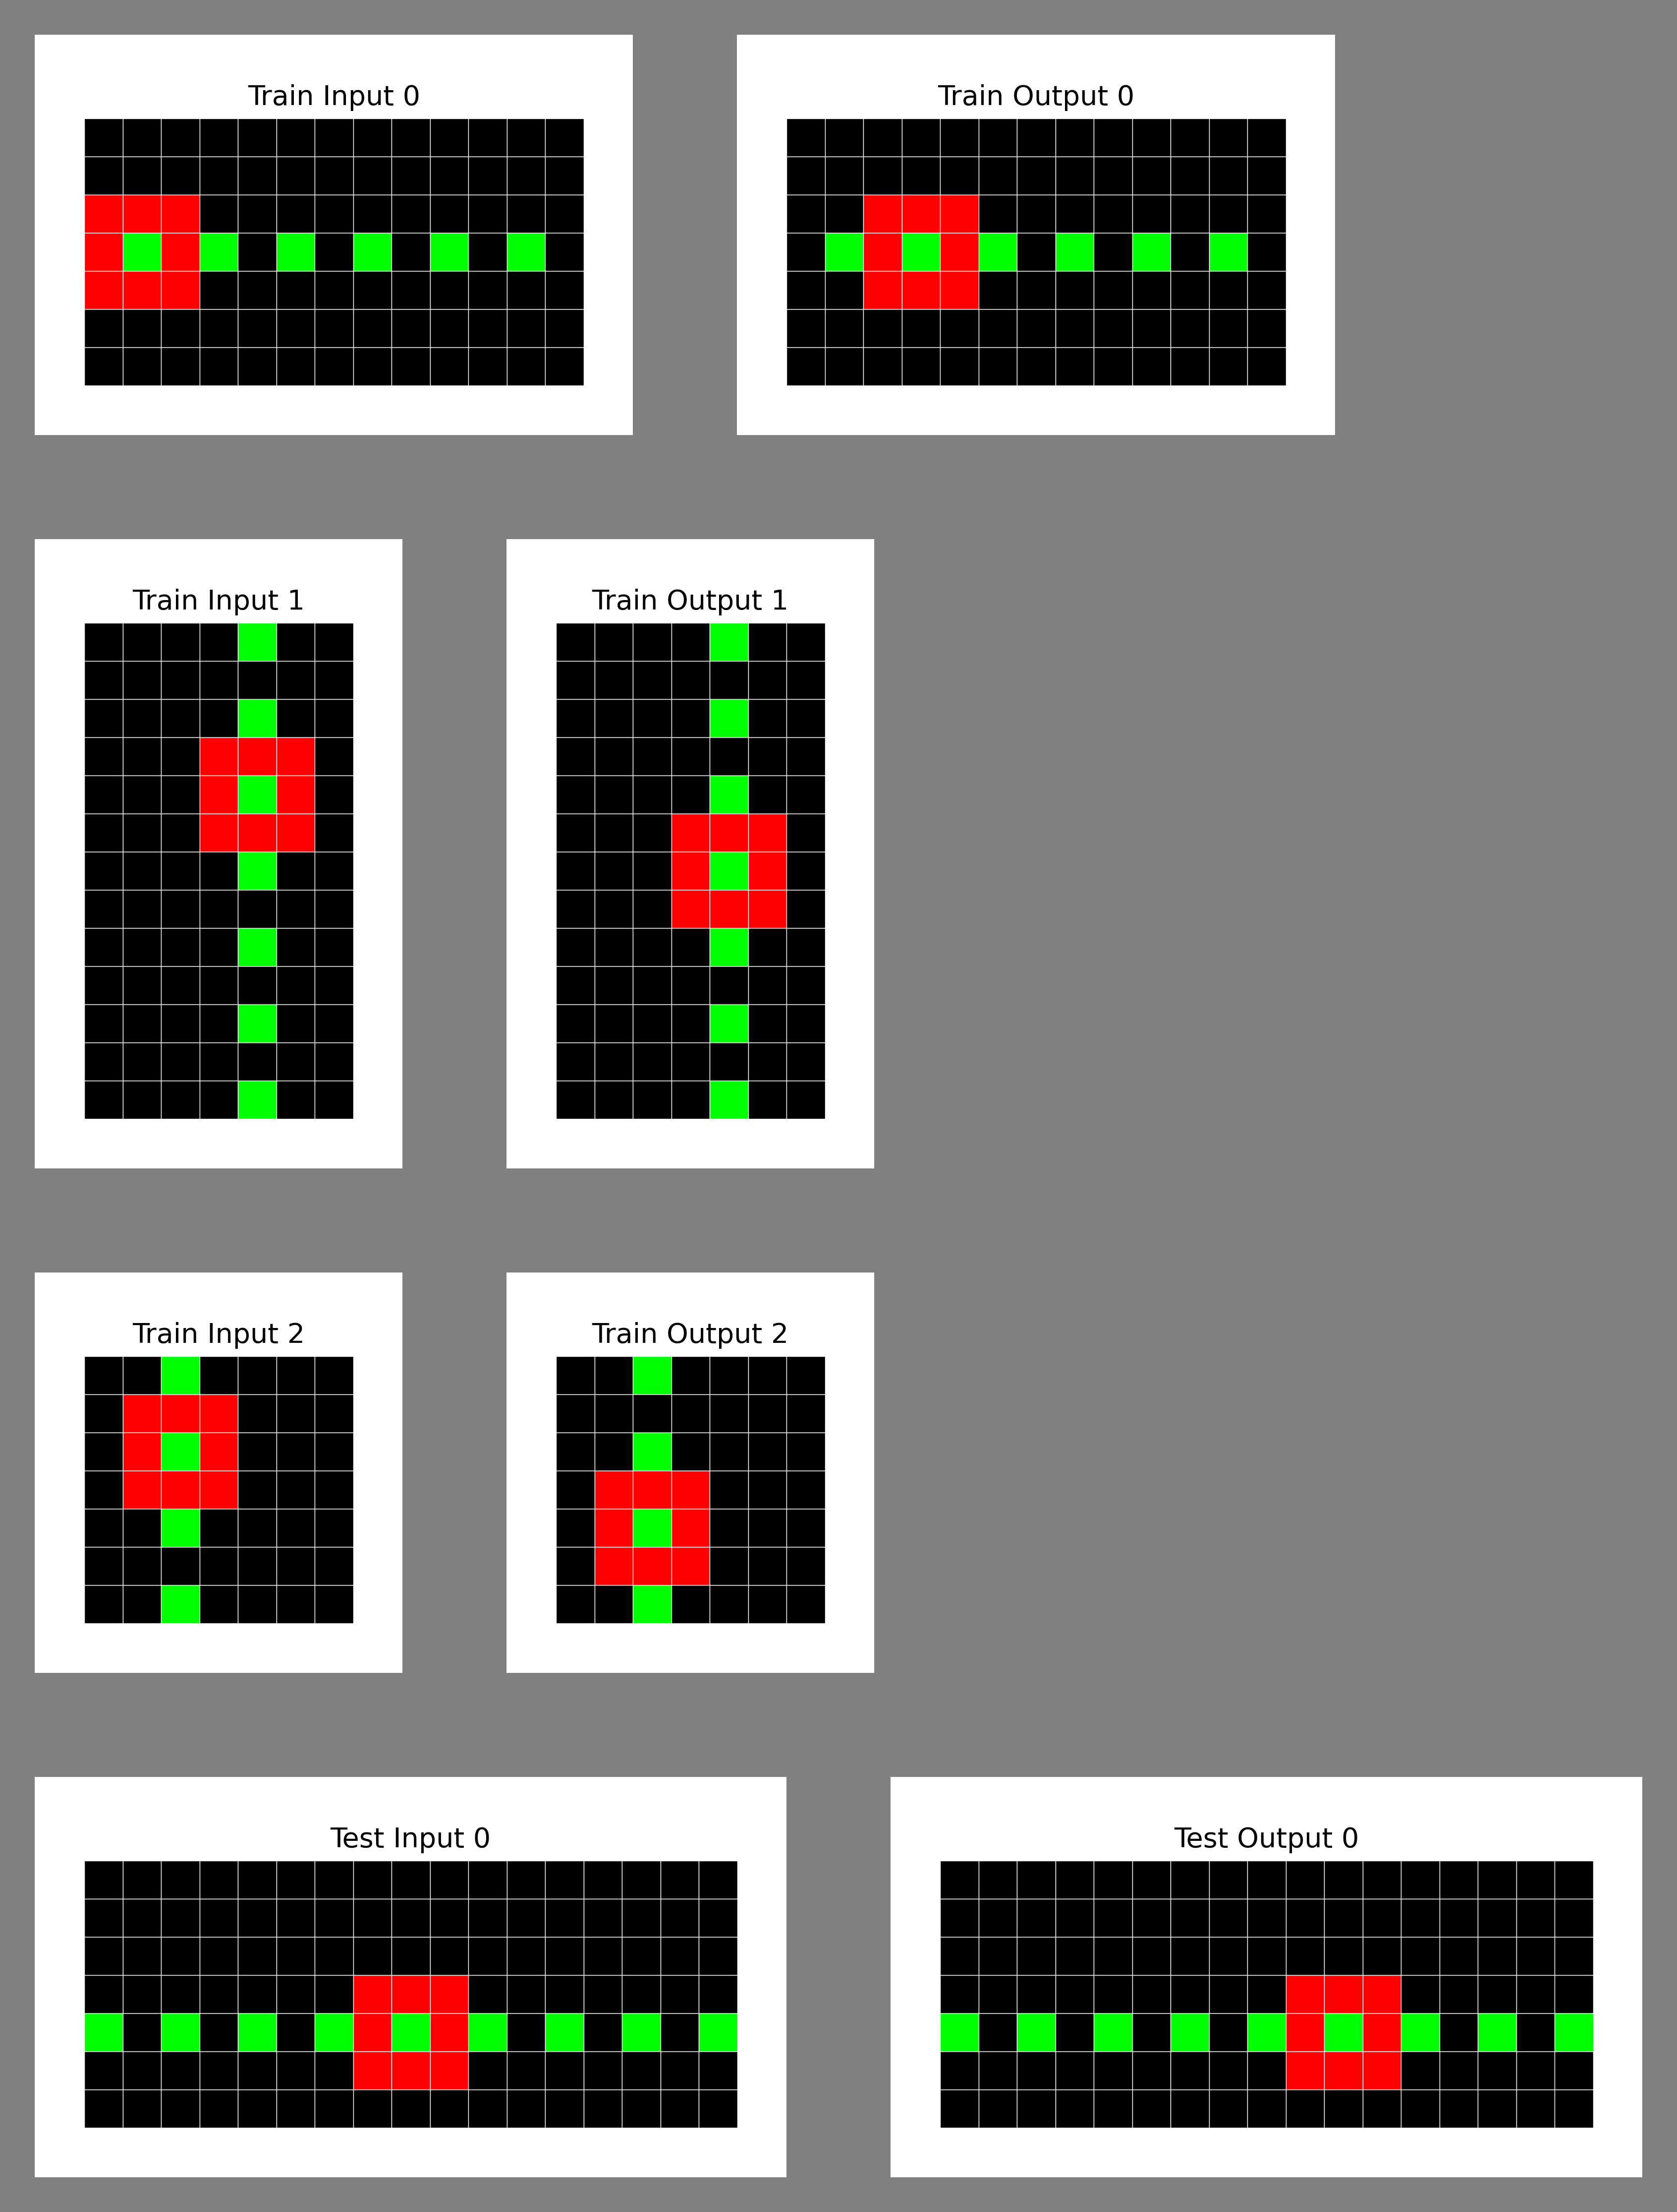 Train Input 0
Train Output 0
Train Input 1
Train Output 1
Train Input 2
Train Output 2
Test Input 0
Test Output 0